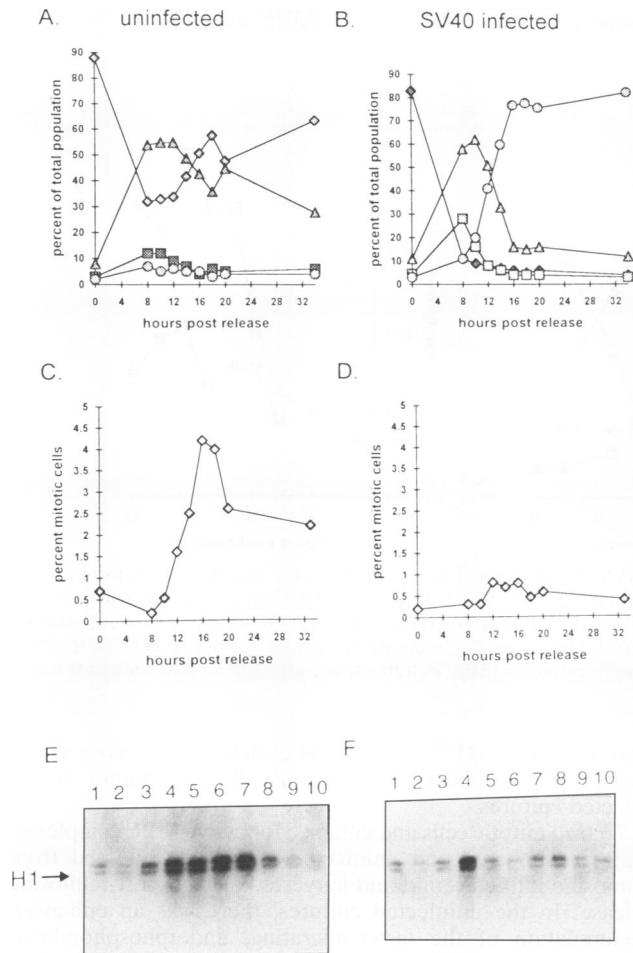 A. uninfected
B. SV40 infected
percent of total population
90
80
70
60
50
40
30
20
10
0
0 4 8 12 16 20 24 28 32
hours post release
percent of total population
90
80
70
60
50
40
30
20
10
0
0 4 8 12 16 20 24 28 32
hours post release
C.
percent mitotic cells
5
4.5
4
3.5
3
2.5
2
1.5
1
0.5
0
0 4 8 12 16 20 24 28 32
hours post release
D.
percent mitotic cells
5
4.5
4
3.5
3
2.5
2
1.5
1
0.5
0
0 4 8 12 16 20 24 28 32
hours post release
E
1 2 3 4 5 6 7 8 9 10
H1
F
1 2 3 4 5 6 7 8 9 10